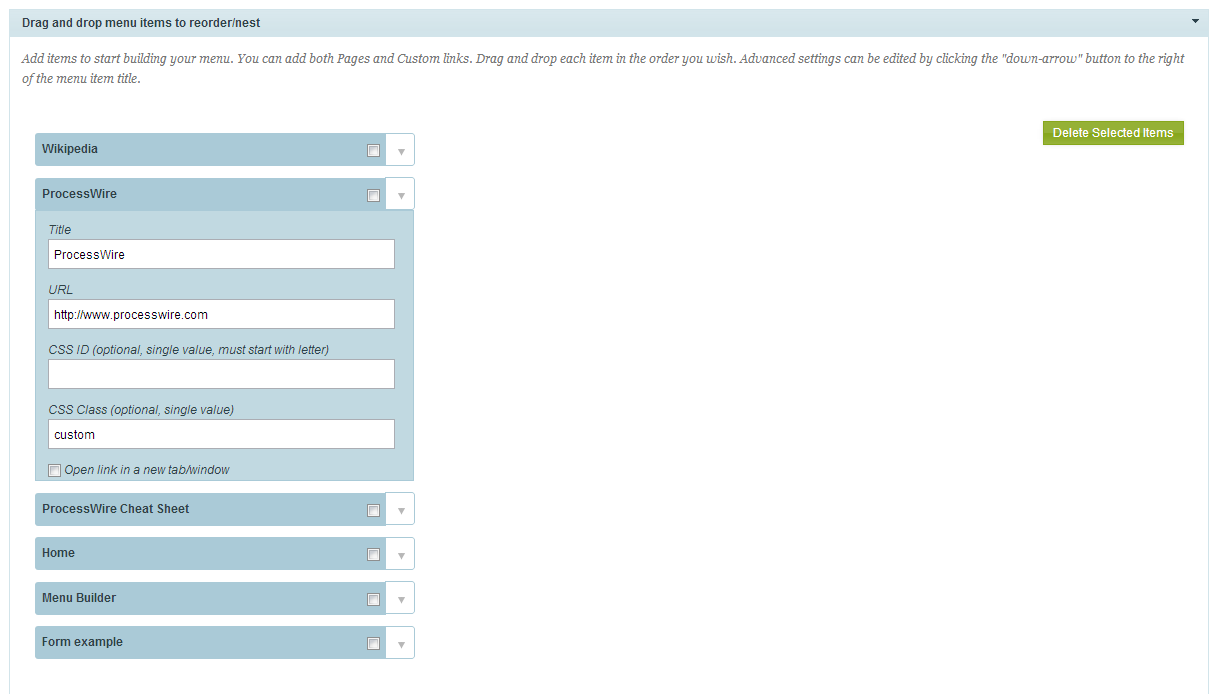 Drag and drop menu items to reorder/nest
Add items to start building your menu. You can add both Pages and Custom links. Drag and drop each item in the order you wish. Advanced settings can be edited by clicking the "down-arrow" button to the right
of the menu item title.
Delete Selected Items
Wikipedia
ProcessWire
Title
ProcessWire
URL
http://www.processwire.com
CSS ID (optional, single value, must start with letter)
CSS Class (optional, single value)
custom
Open link in a new tab/window
ProcessWire Cheat Sheet
Home
Menu Builder
Form example